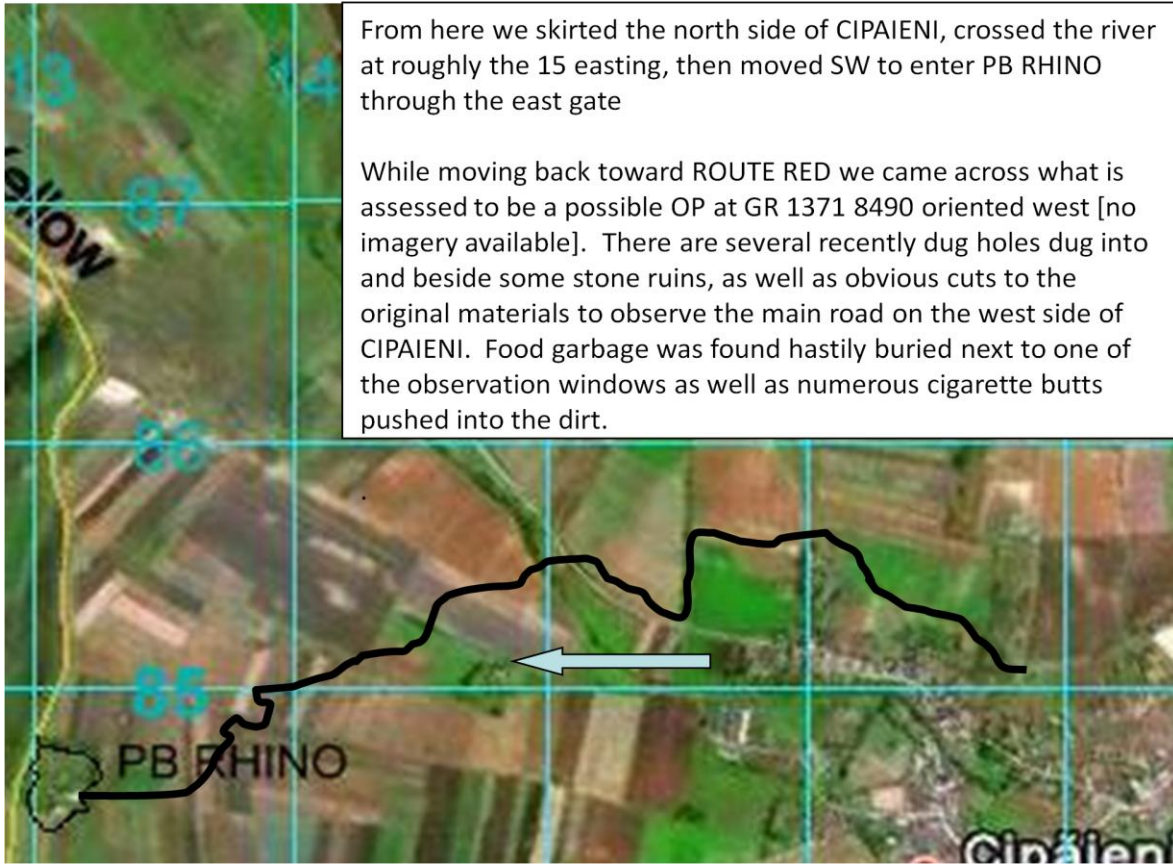 From here we skirted the north side of CIPAIENI, crossed the river
at roughly the 15 easting, then moved SW to enter PB RHINO
through the east gate
While moving back toward ROUTE RED we came across what is
assessed to be a possible OP at GR 1371 8490 oriented west [no
imagery available].  There are several recently dug holes dug into
and beside some stone ruins, as well as obvious cuts to the
original materials to observe the main road on the west side of
CIPAIENI.  Food garbage was found hastily buried next to one of
the observation windows as well as numerous cigarette butts
pushed into the dirt.
13
14
Yellow
87
86
85
PB RHINO
Cipăieni